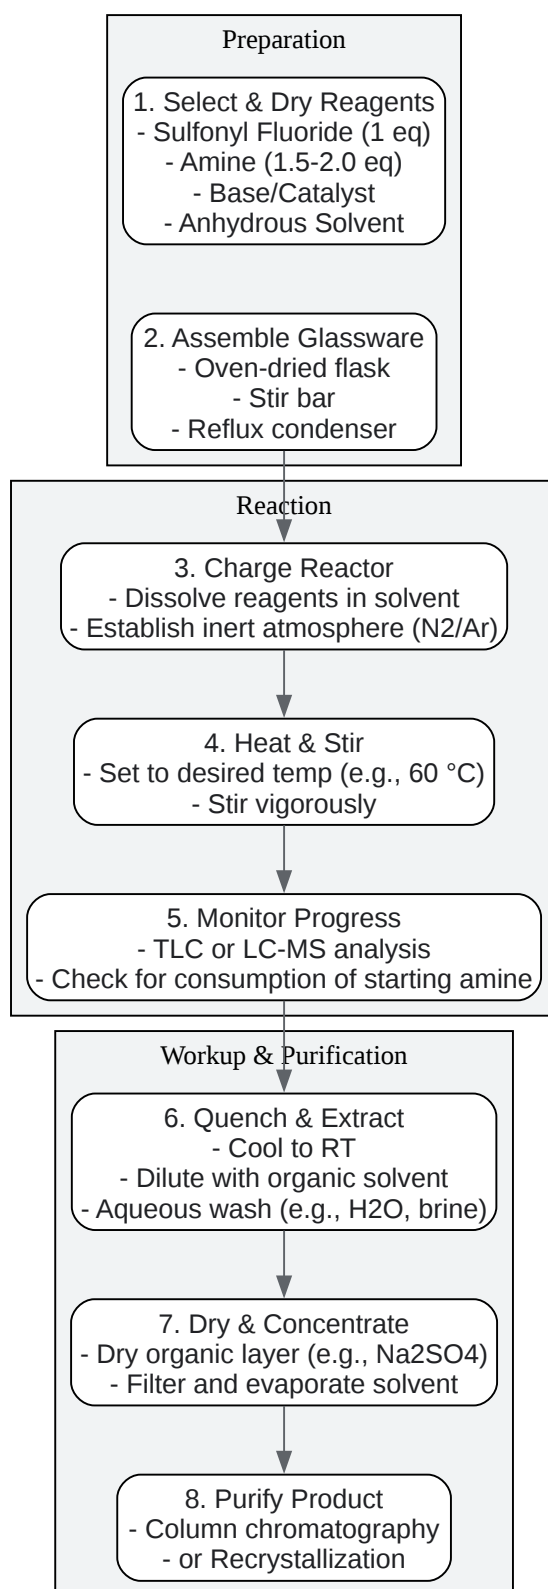 Preparation
1. Select & Dry Reagents
- Sulfonyl Fluoride (1 eq)
- Amine (1.5-2.0 eq)
- Base/Catalyst
- Anhydrous Solvent
2. Assemble Glassware
- Oven-dried flask
- Stir bar
- Reflux condenser
Reaction
3. Charge Reactor
- Dissolve reagents in solvent
- Establish inert atmosphere (N2/Ar)
4. Heat & Stir
- Set to desired temp (e.g., 60 °C)
- Stir vigorously
5. Monitor Progress
- TLC or LC-MS analysis
- Check for consumption of starting amine
Workup & Purification
6. Quench & Extract
- Cool to RT
- Dilute with organic solvent
- Aqueous wash (e.g., H2O, brine)
7. Dry & Concentrate
- Dry organic layer (e.g., Na2SO4)
- Filter and evaporate solvent
8. Purify Product
- Column chromatography
- or Recrystallization